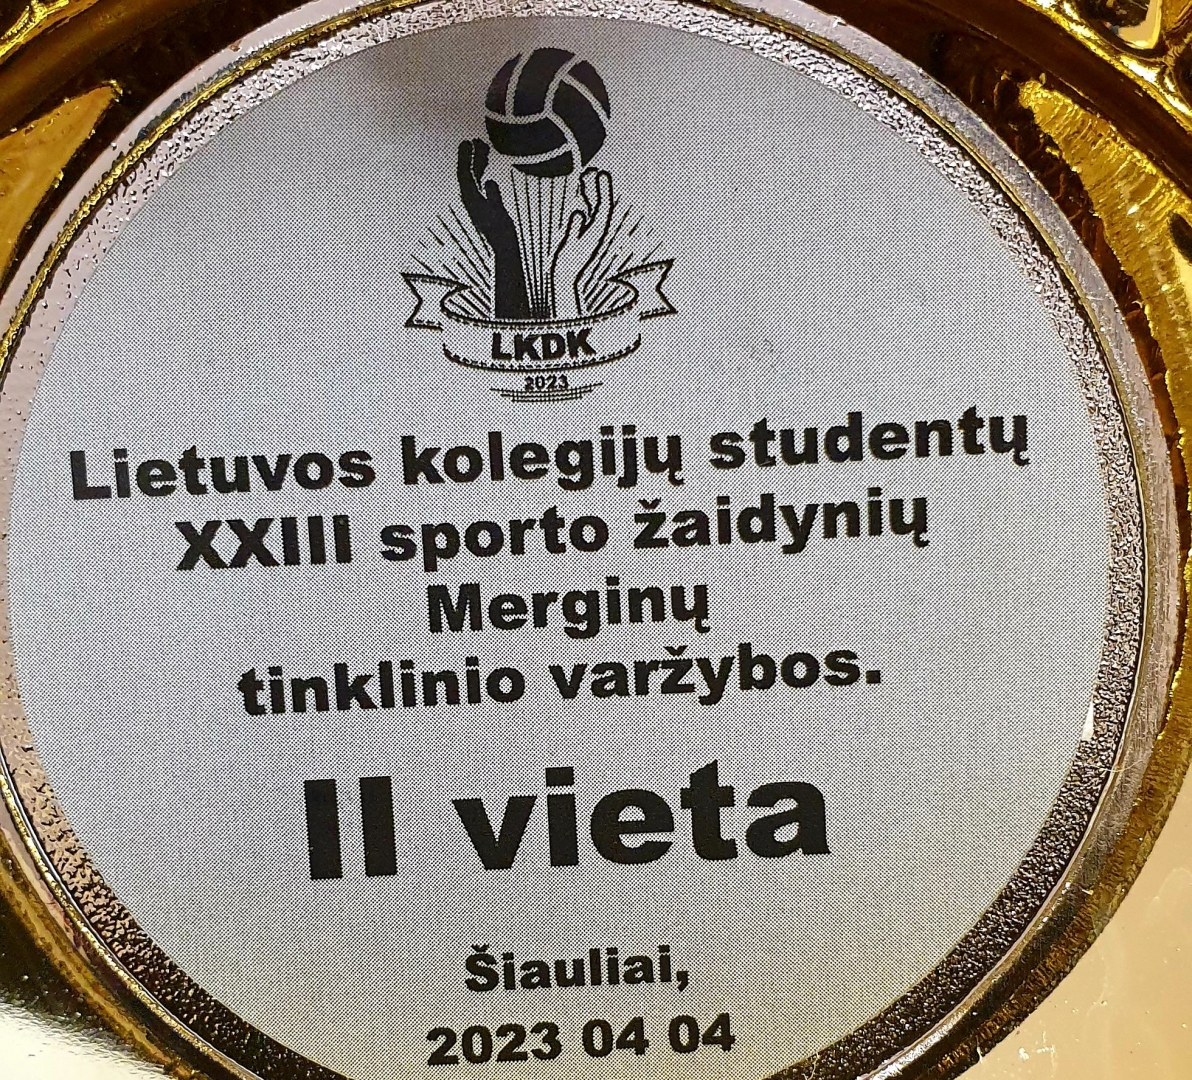 LKDK
2023
Lietuvos kolegijų studentų
XXIII sporto žaidynių
Merginų
tinklinio varžybos.
II vieta
Šiauliai,
2023 04 04